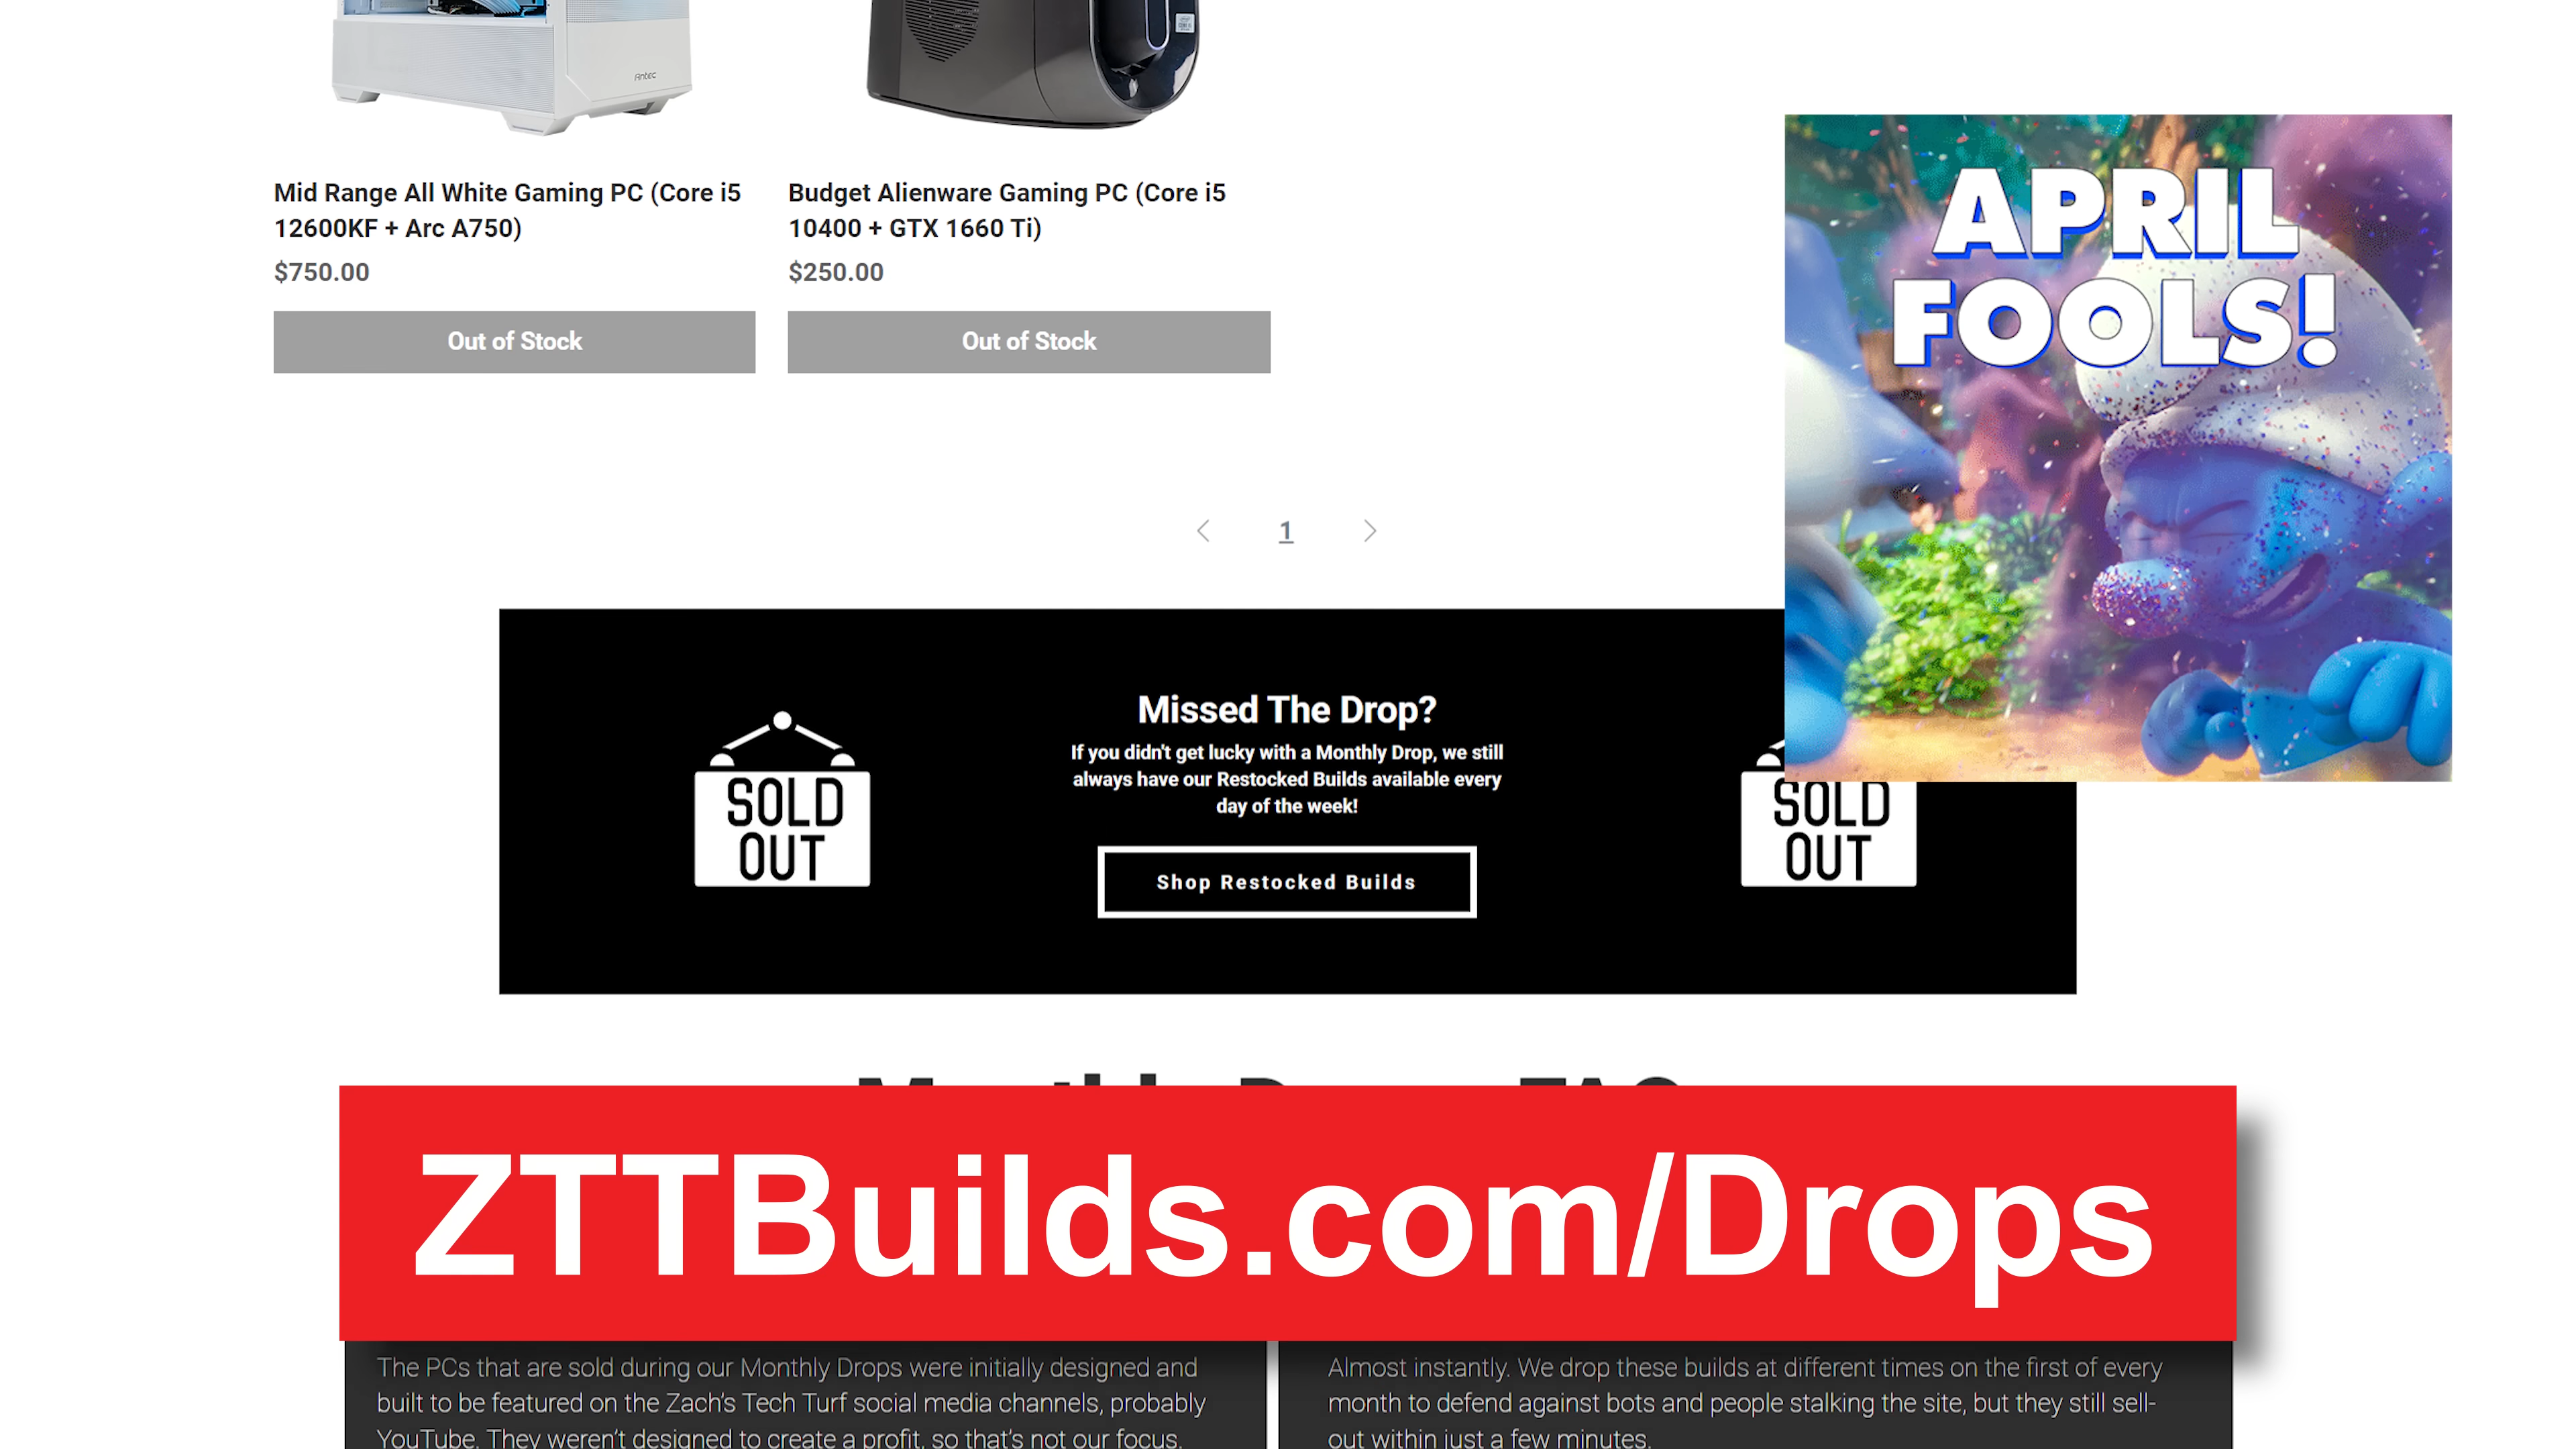 Antec
Mid Range All White Gaming PC (Core i5
12600KF + Arc A750)
$750.00
Out of Stock
Budget Alienware Gaming PC (Core i5
10400 + GTX 1660 Ti)
$250.00
Out of Stock
APRIL
FOOLS!
1
SOLD
OUT
Missed The Drop?
If you didn't get lucky with a Monthly Drop, we still
always have our Restocked Builds available every
day of the week!
Shop Restocked Builds
SOLD
OUT
ZTTBuilds.com/Drops
The PCs that are sold during our Monthly Drops were initially designed and
built to be featured on the Zach's Tech Turf social media channels, probably
YouTube. They weren't designed to create a profit, so that's not our focus.
Almost instantly. We drop these builds at different times on the first of every
month to defend against bots and people stalking the site, but they still sell-
out within just a few minutes.